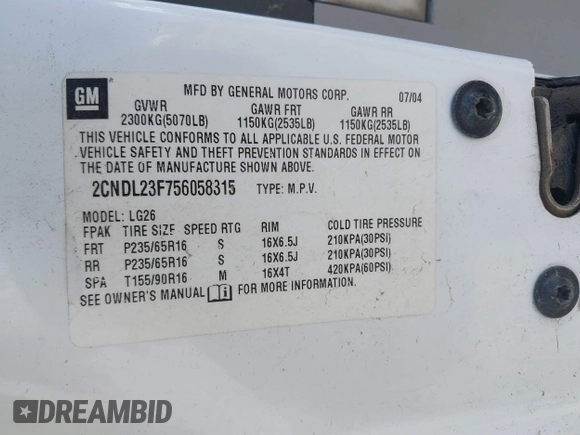 GM
MFD BY GENERAL MOTORS CORP. 07/04
GVWR GAWR FRT GAWR RR
2300KG(5070LB) 1150KG(2535LB) 1150KG(2535LB)
THIS VEHICLE CONFORMS TO ALL APPLICABLE U.S. FEDERAL MOTOR
VEHICLE SAFETY AND THEFT PREVENTION STANDARDS IN EFFECT ON
THE DATE OF MANUFACTURE SHOWN ABOVE.
2CNDL23F756058315 TYPE: M.P.V.
MODEL: LG26
FPAK TIRE SIZE SPEED RTG RIM COLD TIRE PRESSURE
FRT P235/65R16 S 16X6.5J 210KPA(30PSI)
RR P235/65R16 S 16X6.5J 210KPA(30PSI)
SPA T155/90R16 M 16X4T 420KPA(60PSI)
SEE OWNER'S MANUAL i FOR MORE INFORMATION.
DREAMBID